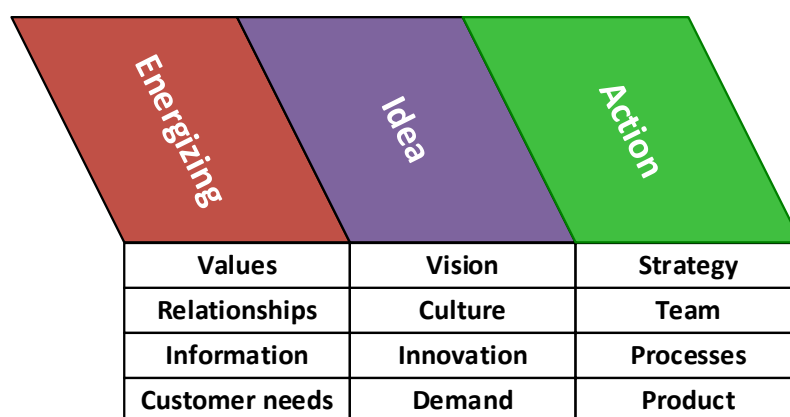 Energizing Idea Action
Values Vision Strategy
Relationships Culture Team
Information Innovation Processes
Customer needs Demand Product